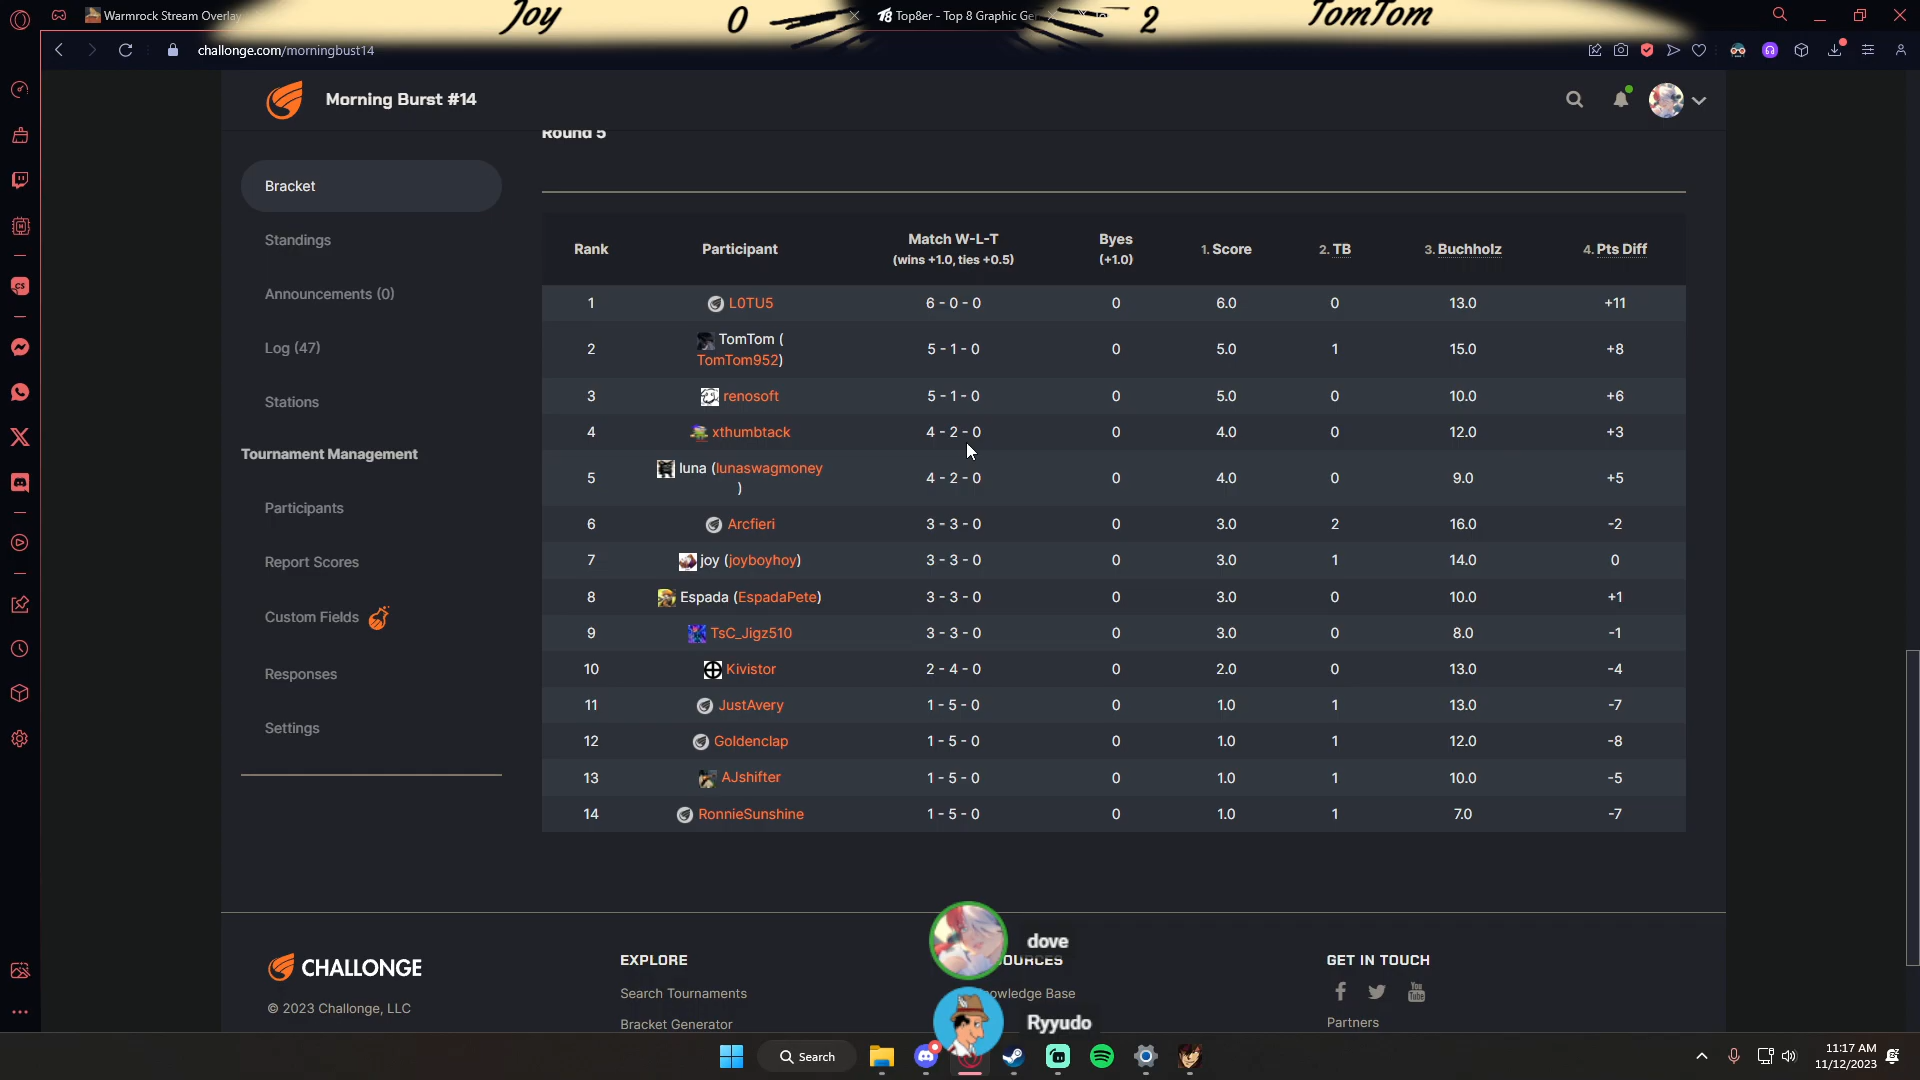 Warmrock Stream Overlay
Joy 0
Top8er - Top 8 Graphic Ge
2 TomTom
challonge.com/morningbust14
Morning Burst #14
Round 5
Bracket
Standings
Announcements (0)
Log (47)
Stations
Tournament Management
Participants
Report Scores
Custom Fields
Responses
Settings
Rank Participant Match W-L-T Byes 1. Score 2. TB 3. Buchholz 4. Pts Diff
(wins +1.0, ties +0.5) (+1.0)
1 L0TU5 6 - 0 - 0 0 6.0 0 13.0 +11
2 TomTom ( 5 - 1 - 0 0 5.0 1 15.0 +8
TomTom952)
3 renosoft 5 - 1 - 0 0 5.0 0 10.0 +6
4 xthumbtack 4 - 2 - 0 0 4.0 0 12.0 +3
5 luna (lunaswagmoney 4 - 2 - 0 0 4.0 0 9.0 +5
)
6 Arcfieri 3 - 3 - 0 0 3.0 2 16.0 -2
7 joy (joyboyhoy) 3 - 3 - 0 0 3.0 1 14.0 0
8 Espada (EspadaPete) 3 - 3 - 0 0 3.0 0 10.0 +1
9 TsC_Jigz510 3 - 3 - 0 0 3.0 0 8.0 -1
10 Kivistor 2 - 4 - 0 0 2.0 0 13.0 -4
11 JustAvery 1 - 5 - 0 0 1.0 1 13.0 -7
12 Goldenclap 1 - 5 - 0 0 1.0 1 12.0 -8
13 AJshifter 1 - 5 - 0 0 1.0 1 10.0 -5
14 RonnieSunshine 1 - 5 - 0 0 1.0 1 7.0 -7
CHALLONGE
© 2023 Challonge, LLC
EXPLORE
Search Tournaments
Bracket Generator
dove
OURCES
owledge Base
Ryyudo
GET IN TOUCH
Partners
Search
11:17 AM
11/12/2023